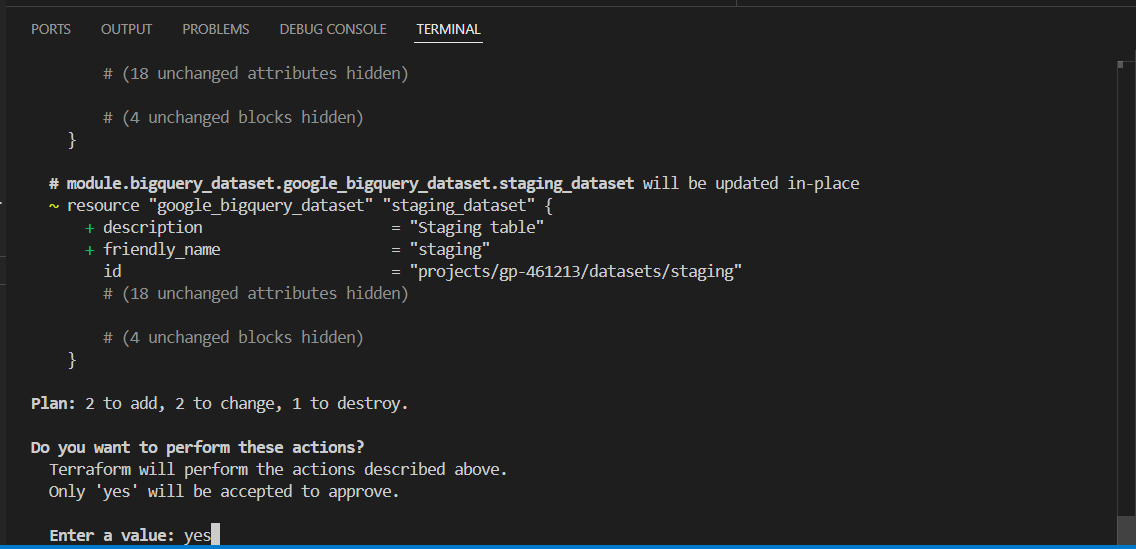 PORTS OUTPUT PROBLEMS DEBUG CONSOLE TERMINAL
# (18 unchanged attributes hidden)
# (4 unchanged blocks hidden)
}
# module.bigquery_dataset.google_bigquery_dataset.staging_dataset will be updated in-place
~ resource "google_bigquery_dataset" "staging_dataset" {
+ description = "Staging table"
+ friendly_name = "staging"
id = "projects/gp-461213/datasets/staging"
# (18 unchanged attributes hidden)
# (4 unchanged blocks hidden)
}
Plan: 2 to add, 2 to change, 1 to destroy.
Do you want to perform these actions?
Terraform will perform the actions described above.
Only 'yes' will be accepted to approve.
Enter a value: yes